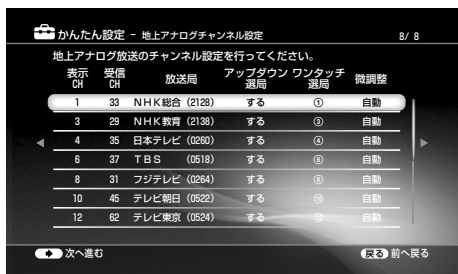 かんたん設定 - 地上アナログチャンネル設定 8/ 8
地上アナログ放送のチャンネル設定を行ってください。
表示CH 受信CH 放送局 アップダウン選局 ワンタッチ選局 微調整
1 33 NHK総合 (2128) する ① 自動
3 29 NHK教育 (2138) する ③ 自動
4 35 日本テレビ (0260) する ④ 自動
6 37 TBS (0518) する ⑥ 自動
8 31 フジテレビ (0264) する ⑧ 自動
10 45 テレビ朝日 (0522) する ⑩ 自動
12 62 テレビ東京 (0524) する ⑫ 自動
次へ進む 戻る 前へ戻る